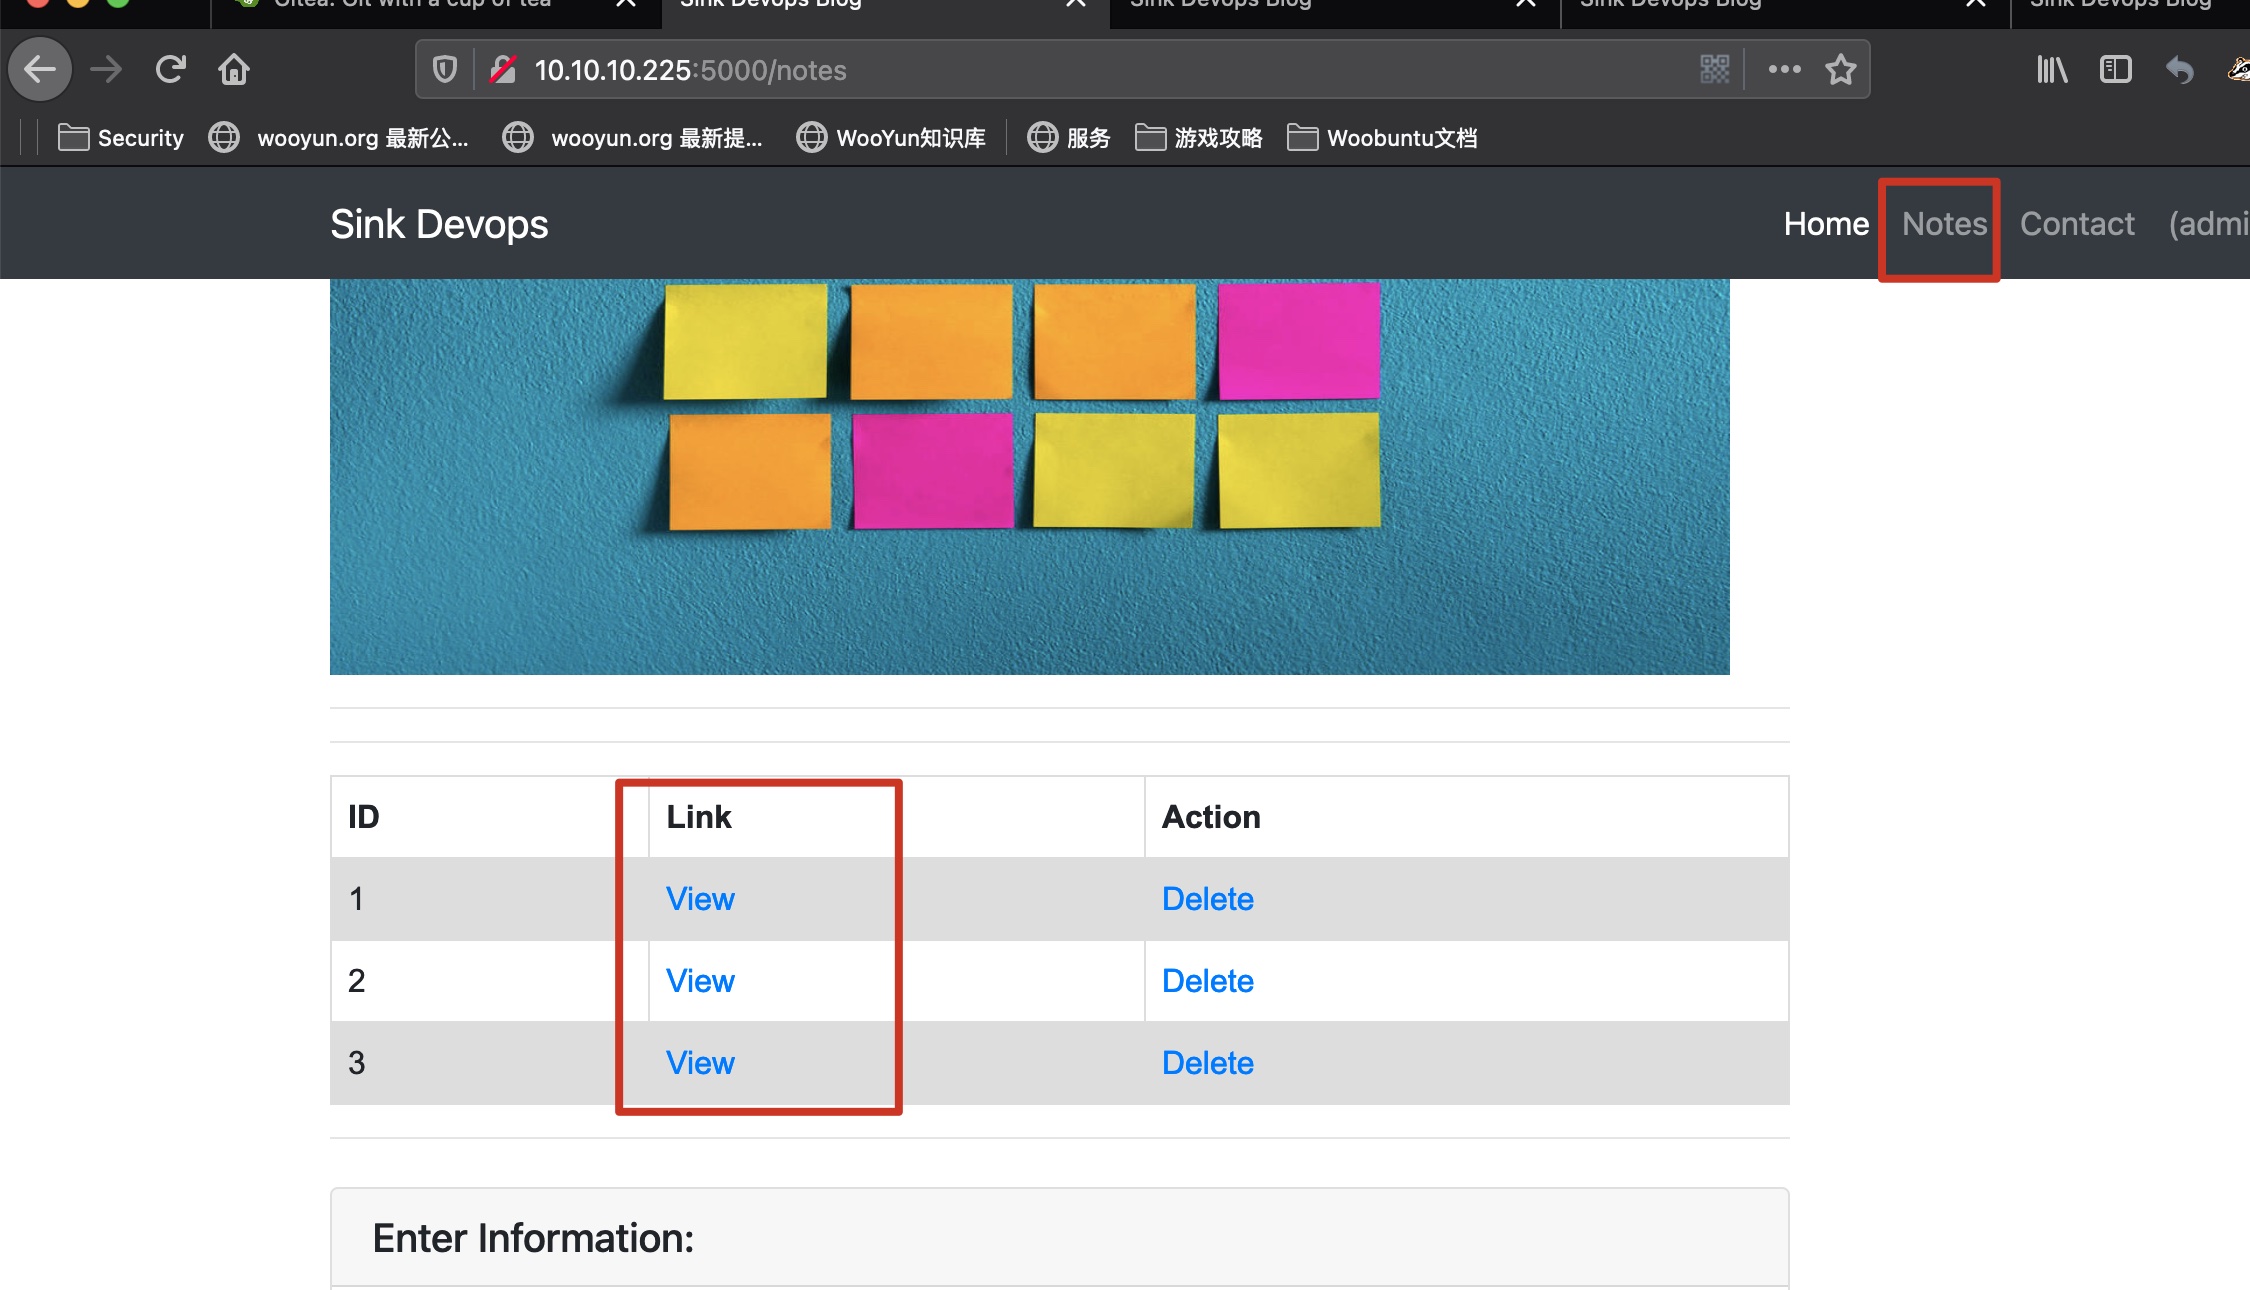 Gitea: Git with a cup of tea
Sink Devops Blog
Sink Devops Blog
Sink Devops Blog
Sink Devops Blog
10.10.10.225:5000/notes
Security
wooyun.org 最新公...
wooyun.org 最新提...
WooYun知识库
服务
游戏攻略
Woobuntu文档
Sink Devops
Home
Notes
Contact
(admi
ID Link Action
1 View Delete
2 View Delete
3 View Delete
Enter Information: